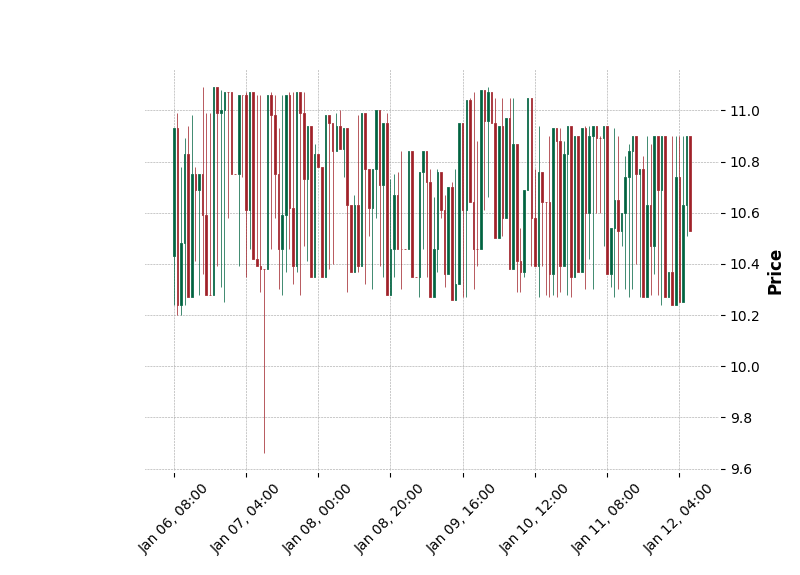 11.0
10.8
10.6
10.4
10.2
10.0
9.8
9.6
Price
Jan 06, 08:00
Jan 07, 04:00
Jan 08, 00:00
Jan 08, 20:00
Jan 09, 16:00
Jan 10, 12:00
Jan 11, 08:00
Jan 12, 04:00